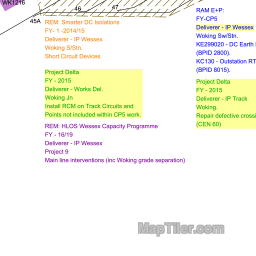 WK1216
46
47
45A
REM: Smarter DC Isolations
FY- 1 -2014/15
Deliverer - IP Wessex
Woking S/Stn.
Short Circuit Devices
Project Delta
FY - 2015
Deliverer - Works Del.
Woking Jn
Install RCM on Track Circuits and
Points not included within CP5 work.
REM: HLOS Wessex Capacity Programme
FY - 16/19
Deliverer - IP Wessex
Project 9
Main line interventions (inc Woking grade separation)
RAM E+P:
FY-CP5
Deliverer - IP Wessex
Woking Sw/Stn.
KE299020 - DC Earth
(BPID 2800).
KC130 - Outstation RT
(BPID 8015).
Project Delta
FY - 2015
Deliverer - IP Track
Woking.
Repair defective crossi
(CEN 60)
MapTiler.com